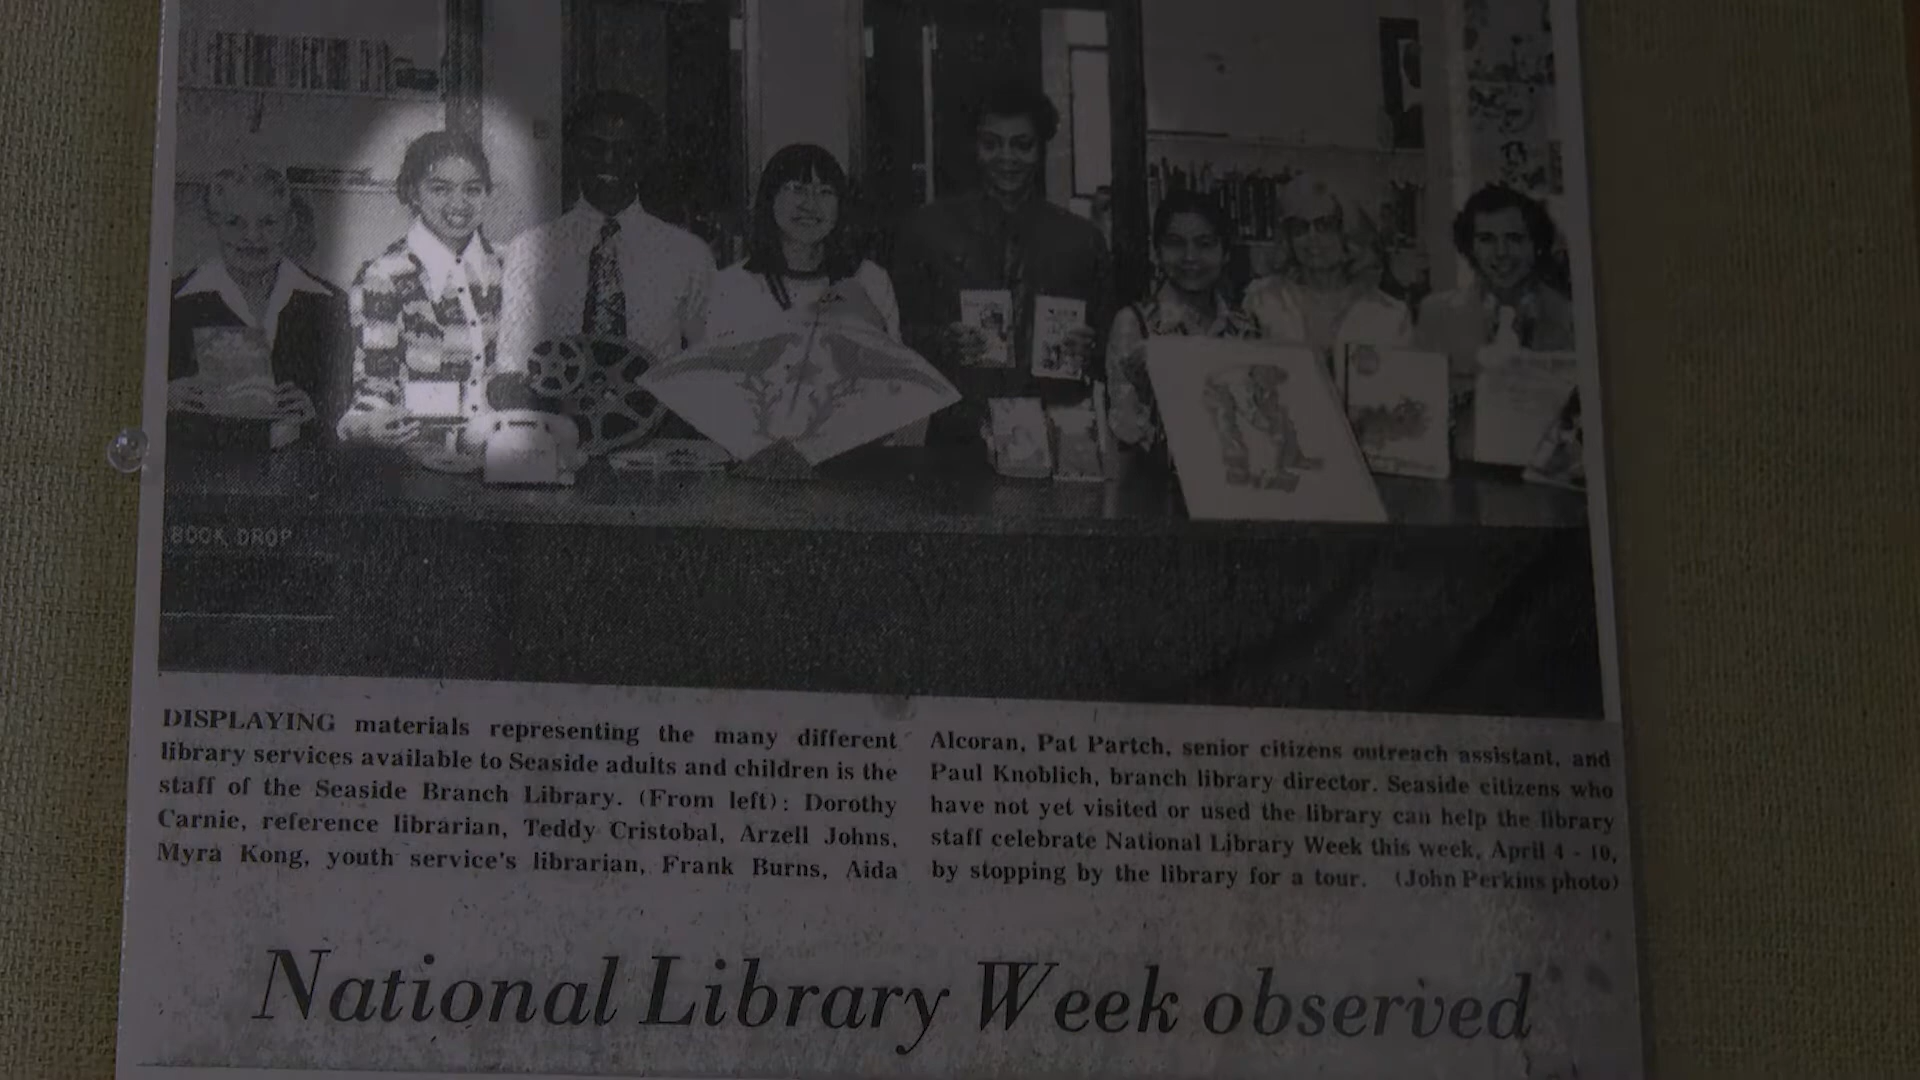 BOOK DROP
DISPLAYING materials representing the many different
library services available to Seaside adults and children is the
staff of the Seaside Branch Library. (From left): Dorothy
Carnie, reference librarian, Teddy Cristobal, Arzell Johns,
Myra Kong, youth service's librarian, Frank Burns, Aida
Alcoran, Pat Partch, senior citizens outreach assistant, and
Paul Knoblich, branch library director. Seaside citizens who
have not yet visited or used the library can help the library
staff celebrate National Library Week this week, April 4 - 10,
by stopping by the library for a tour. (John Perkins photo)
National Library Week observed